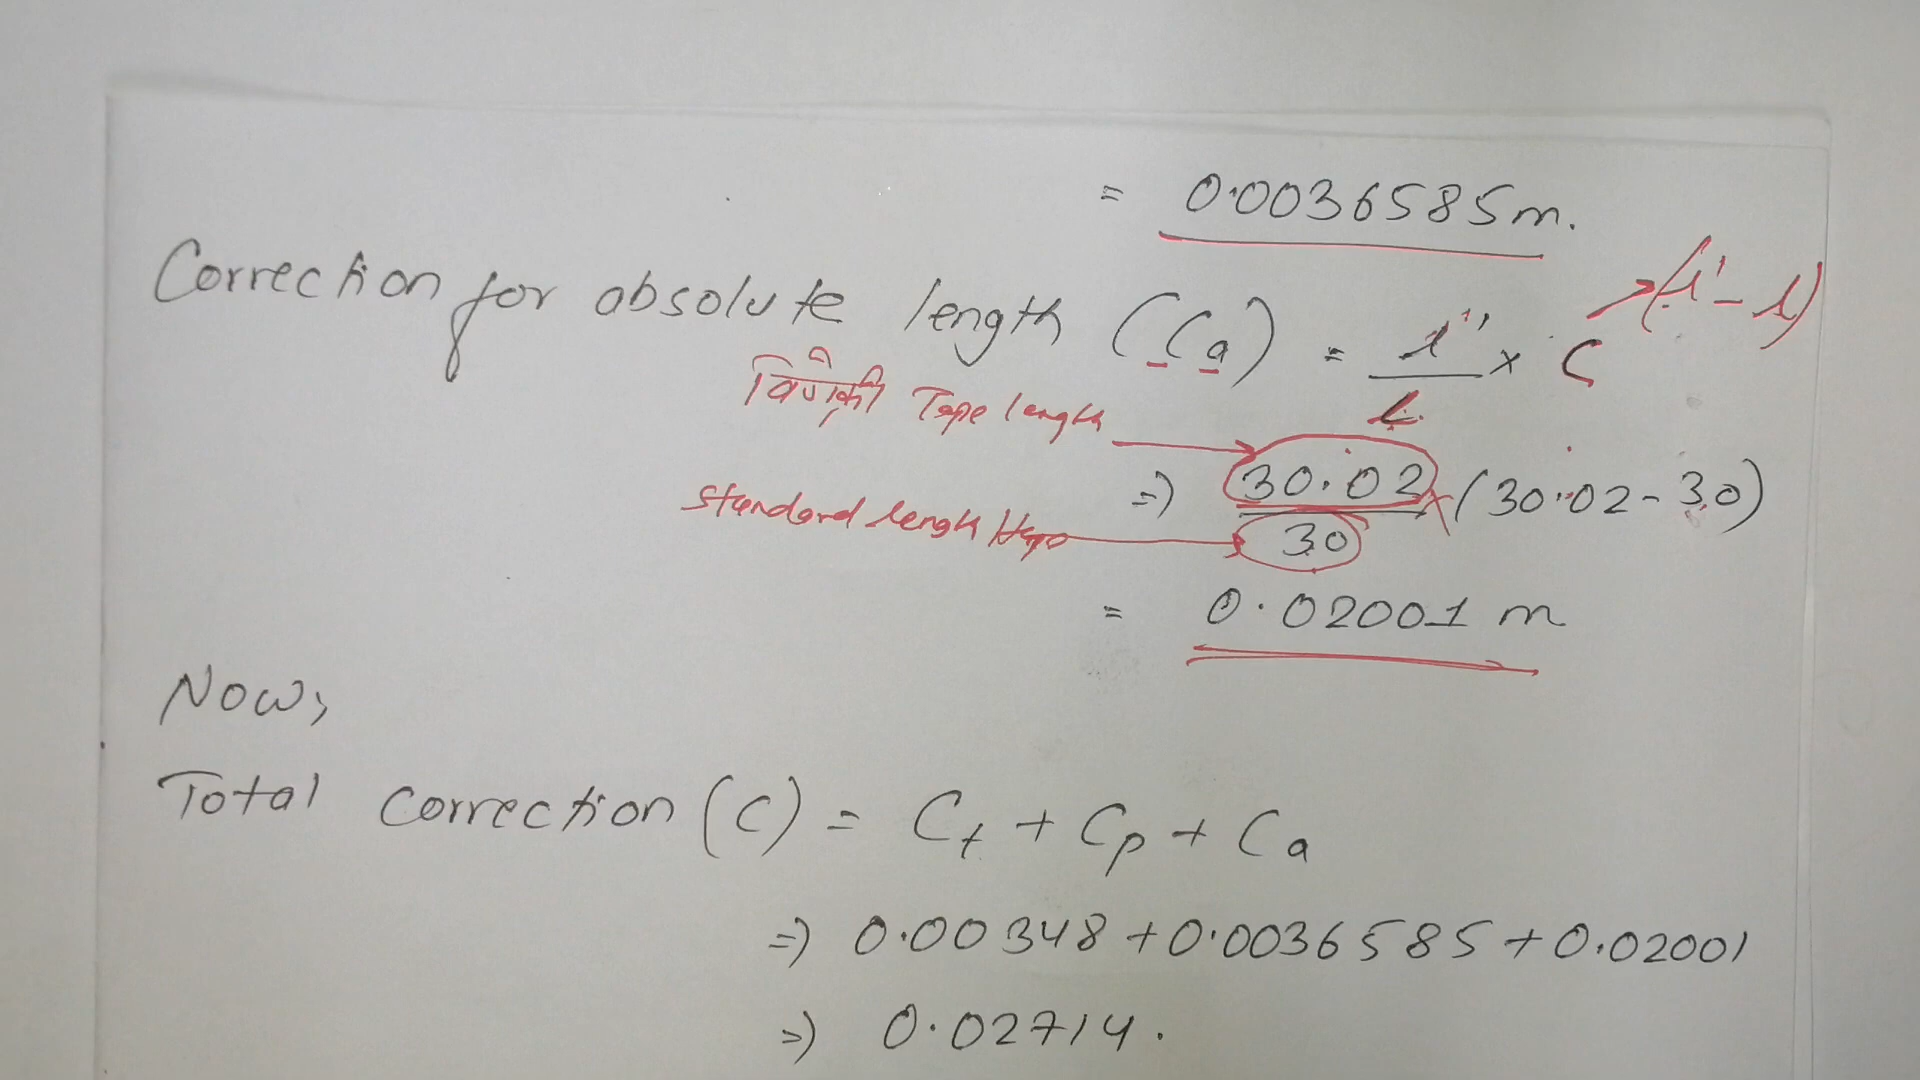 = 0.0036585m.
Correction for absolute length (Ca) = l''/L × C → (l' - l)
Tape length
=) 30.02/30 × (30.02 - 30)
standard length
= 0.02001 m
Now,
Total correction (C) = Ct + Cp + Ca
=) 0.00348 + 0.0036585 + 0.02001
=) 0.02714.